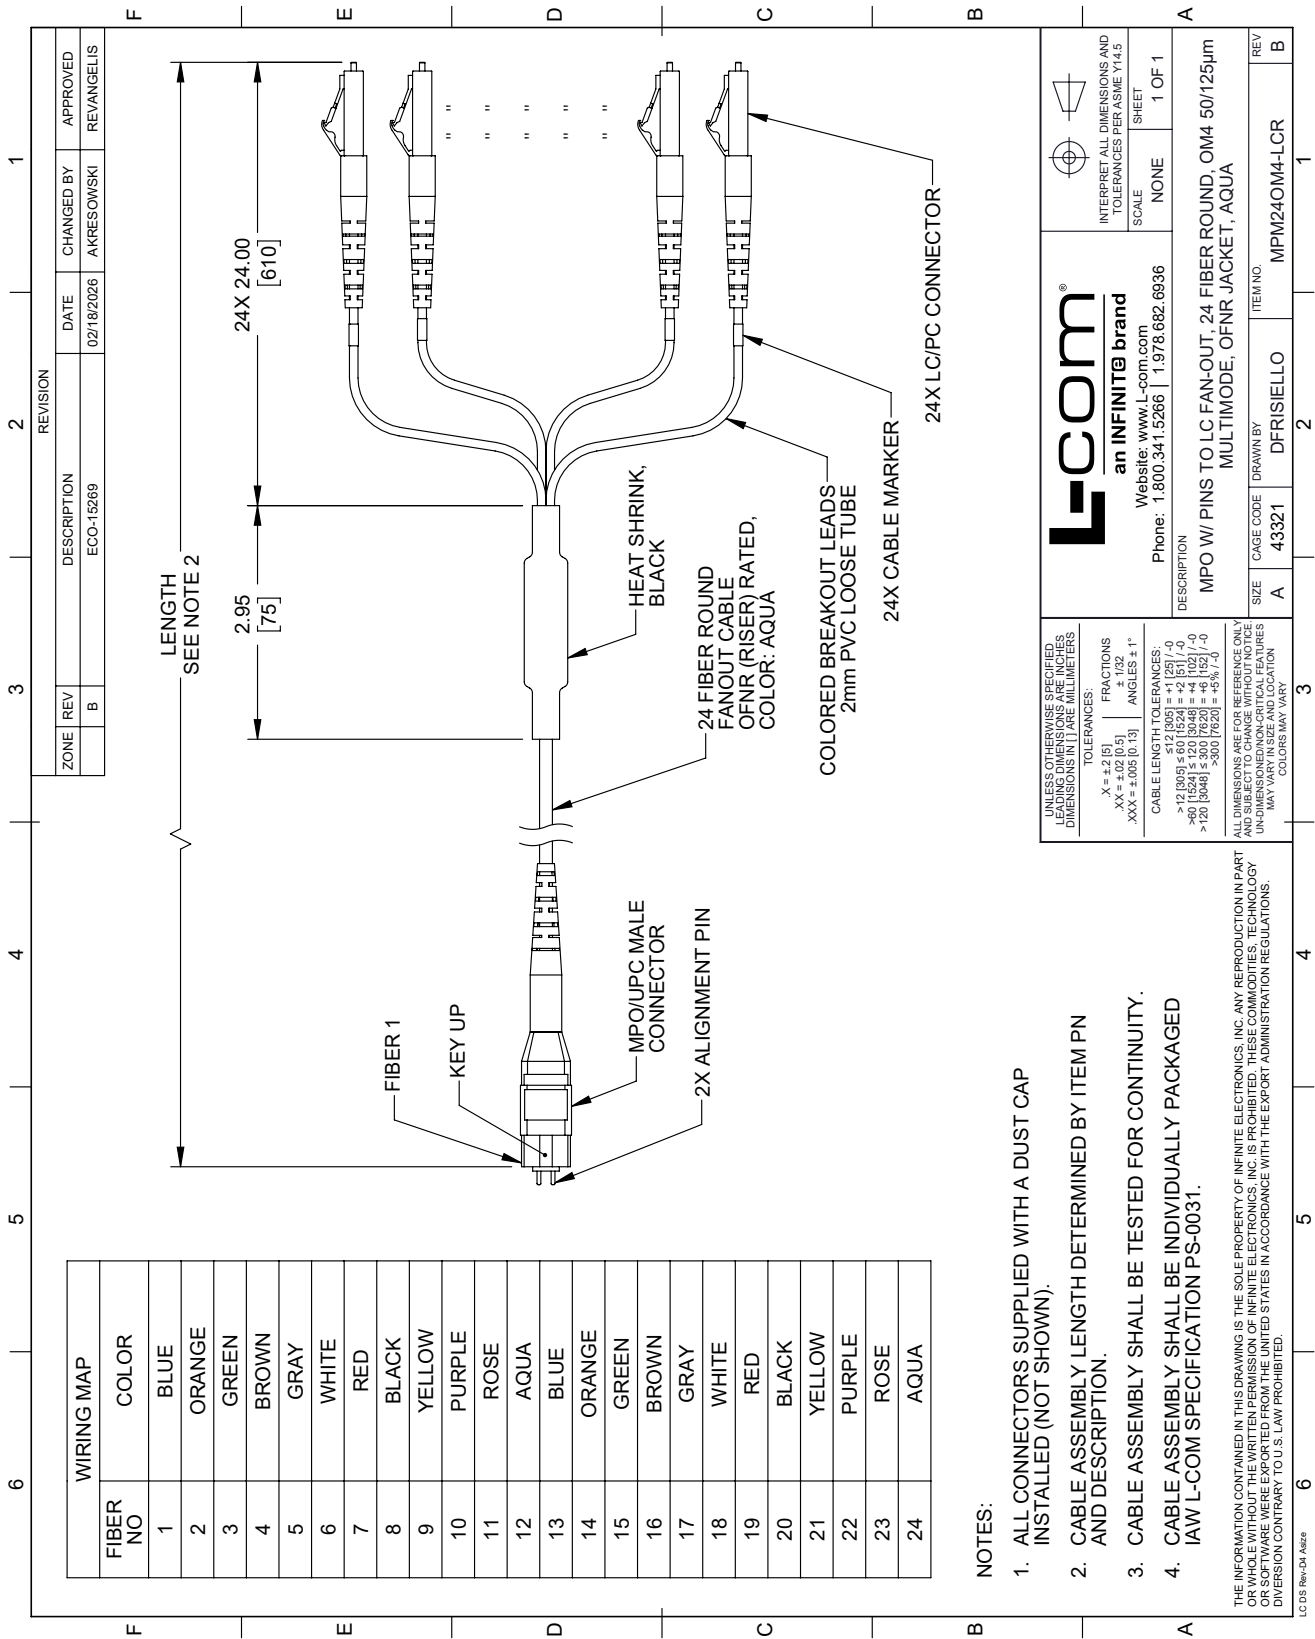 6
5
4
3
2
1
F
E
D
C
B
A
REVISION
ZONE
REV
DESCRIPTION
DATE
CHANGED BY
APPROVED
B
ECO-15269
02/18/2026
AKRESOWSKI
REVANGELIS
WIRING MAP
FIBER NO
COLOR
1 BLUE
2 ORANGE
3 GREEN
4 BROWN
5 GRAY
6 WHITE
7 RED
8 BLACK
9 YELLOW
10 PURPLE
11 ROSE
12 AQUA
13 BLUE
14 ORANGE
15 GREEN
16 BROWN
17 GRAY
18 WHITE
19 RED
20 BLACK
21 YELLOW
22 PURPLE
23 ROSE
24 AQUA
LENGTH
SEE NOTE 2
2.95
[75]
24X 24.00
[610]
FIBER 1
KEY UP
MPO/UPC MALE
CONNECTOR
2X ALIGNMENT PIN
HEAT SHRINK,
BLACK
24 FIBER ROUND
FANOUT CABLE
OFNR (RISER) RATED,
COLOR: AQUA
COLORED BREAKOUT LEADS
2mm PVC LOOSE TUBE
24X CABLE MARKER
24X LC/PC CONNECTOR
" "
" "
" "
" "
" "
NOTES:
1. ALL CONNECTORS SUPPLIED WITH A DUST CAP
INSTALLED (NOT SHOWN).
2. CABLE ASSEMBLY LENGTH DETERMINED BY ITEM PN
AND DESCRIPTION.
3. CABLE ASSEMBLY SHALL BE TESTED FOR CONTINUITY.
4. CABLE ASSEMBLY SHALL BE INDIVIDUALLY PACKAGED
IAW L-COM SPECIFICATION PS-0031.
THE INFORMATION CONTAINED IN THIS DRAWING IS THE SOLE PROPERTY OF INFINITE ELECTRONICS, INC. ANY REPRODUCTION IN PART
OR WHOLE WITHOUT THE WRITTEN PERMISSION OF INFINITE ELECTRONICS, INC. IS PROHIBITED. THESE COMMODITIES, TECHNOLOGY
OR SOFTWARE WERE EXPORTED FROM THE UNITED STATES IN ACCORDANCE WITH THE EXPORT ADMINISTRATION REGULATIONS.
DIVERSION CONTRARY TO U.S. LAW PROHIBITED.
UNLESS OTHERWISE SPECIFIED
LEADING DIMENSIONS ARE INCHES
DIMENSIONS IN [ ] ARE MILLIMETERS
TOLERANCES:
.X = ±.2 [5]
.XX = ±.02 [0.5]
.XXX = ±.005 [0.13]
FRACTIONS
± 1/32
ANGLES ± 1°
CABLE LENGTH TOLERANCES:
≤12 [305] = +1 [25] / -0
>12 [305] ≤ 60 [1524] = +2 [51] / -0
>60 [1524] ≤ 120 [3048] = +4 [102] / -0
>120 [3048] ≤ 300 [7620] = +6 [152] / -0
>300 [7620] = +5% / -0
ALL DIMENSIONS ARE FOR REFERENCE ONLY
AND SUBJECT TO CHANGE WITHOUT NOTICE.
UN-DIMENSIONED/NON-CRITICAL FEATURES
MAY VARY IN SIZE AND LOCATION
COLORS MAY VARY
L-com®
an INFINITE brand
Website: www.L-com.com
Phone: 1.800.341.5266 | 1.978.682.6936
INTERPRET ALL DIMENSIONS AND
TOLERANCES PER ASME Y14.5
SCALE
NONE
SHEET
1 OF 1
DESCRIPTION
MPO W/ PINS TO LC FAN-OUT, 24 FIBER ROUND, OM4 50/125µm
MULTIMODE, OFNR JACKET, AQUA
SIZE
A
CAGE CODE
43321
DRAWN BY
DFRISIELLO
ITEM NO.
MPM24OM4-LCR
REV
B
F
E
D
C
B
A
6
5
4
3
2
1
LC DS Rev-D4 Asize